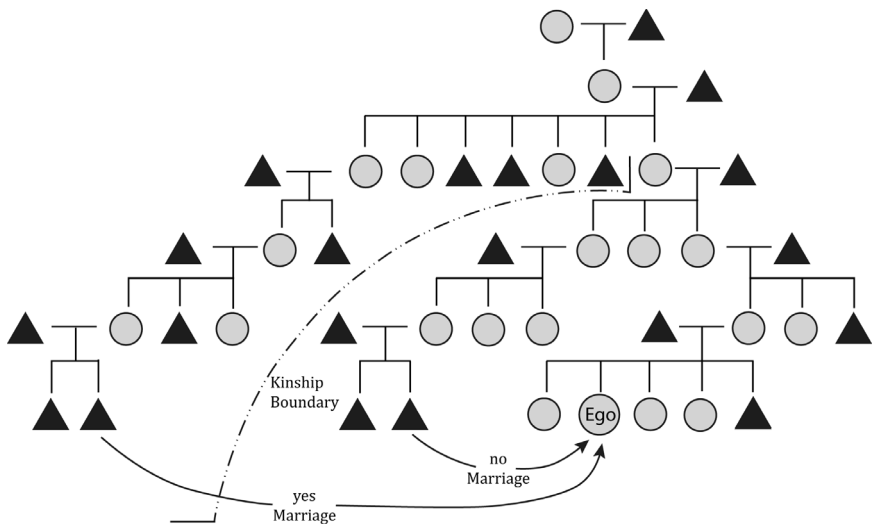 Kinship
Boundary
Ego
no
Marriage
yes
Marriage